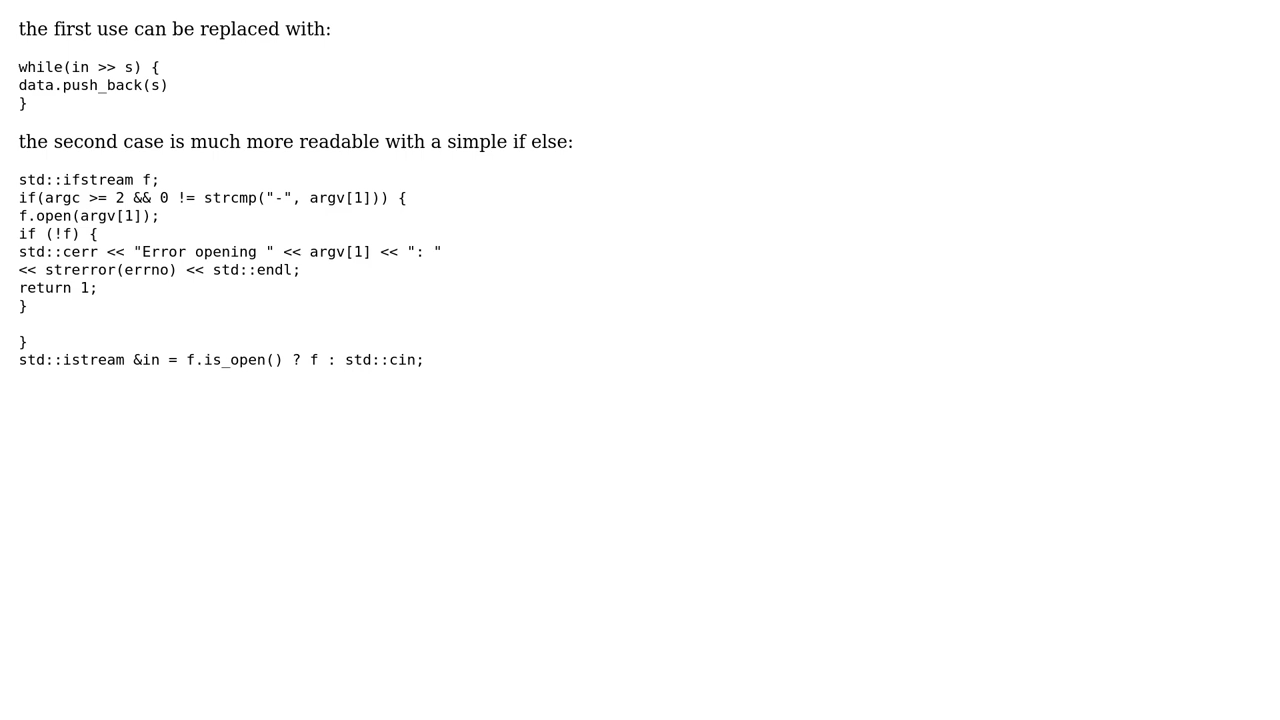 the first use can be replaced with:
while(in >> s) {
data.push_back(s)
}
the second case is much more readable with a simple if else:
std::ifstream f;
if(argc >= 2 && 0 != strcmp("-", argv[1])) {
f.open(argv[1]);
if (!f) {
std::cerr << "Error opening " << argv[1] << ": "
<< strerror(errno) << std::endl;
return 1;
}
}
std::istream &in = f.is_open() ? f : std::cin;